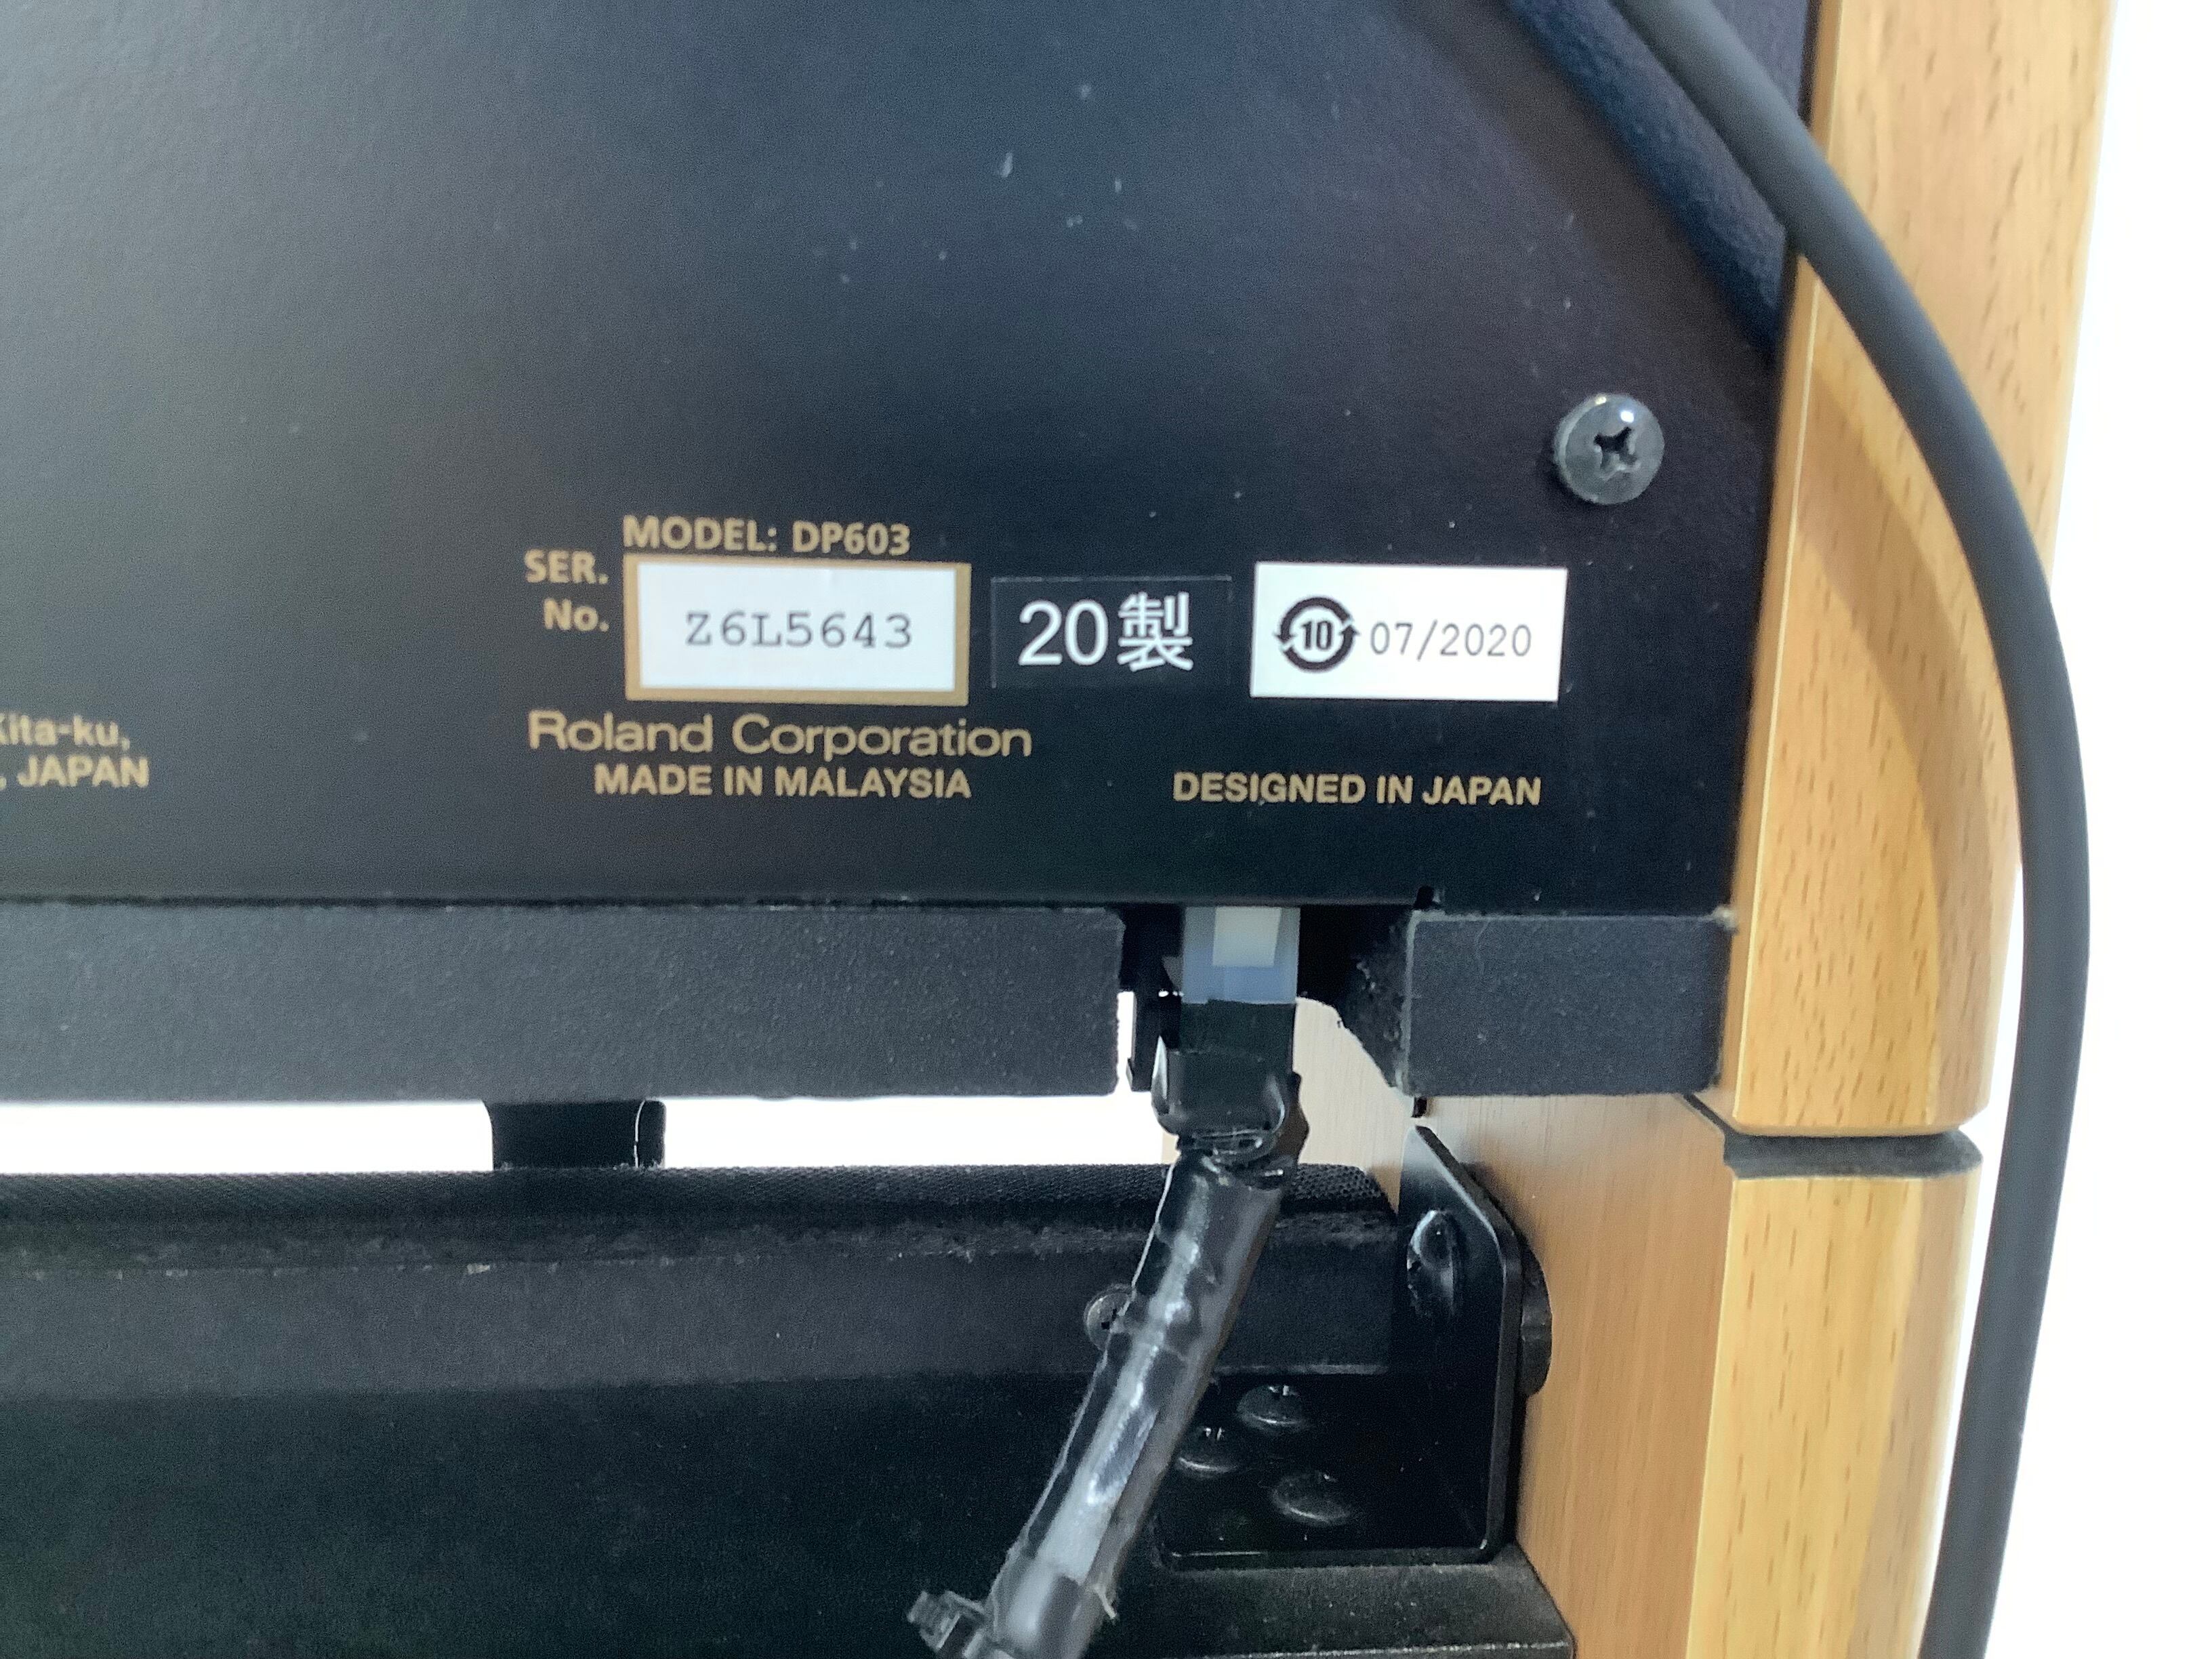 MODEL: DP603
SER.
No.
Z6L5643
20製
10
07/2020
Kita-ku,
, JAPAN
Roland Corporation
MADE IN MALAYSIA
DESIGNED IN JAPAN